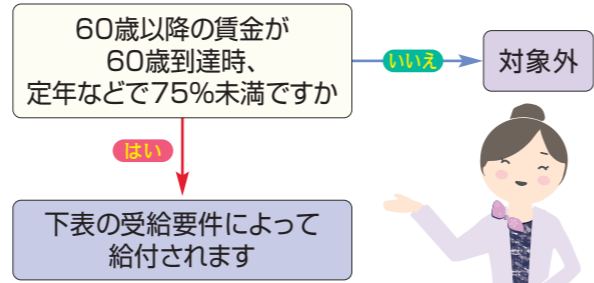 60歳以降の賃金が
60歳到達時、
定年などで75%未満ですか
いいえ
対象外
はい
下表の受給要件によって
給付されます